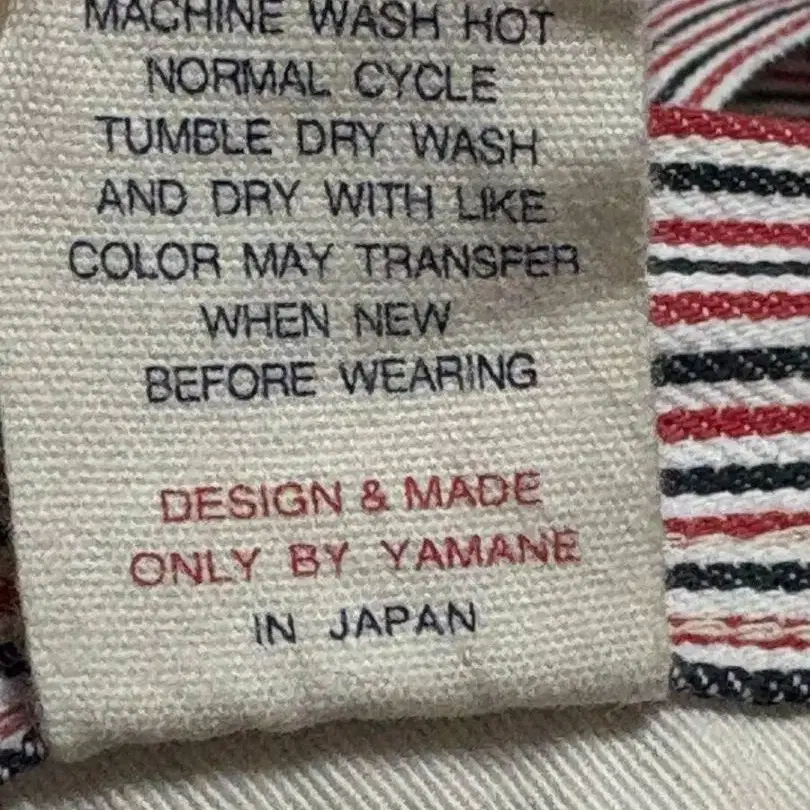 MACHINE WASH HOT
NORMAL CYCLE
TUMBLE DRY WASH
AND DRY WITH LIKE
COLOR MAY TRANSFER
WHEN NEW
BEFORE WEARING
DESIGN & MADE
ONLY BY YAMANE
IN JAPAN